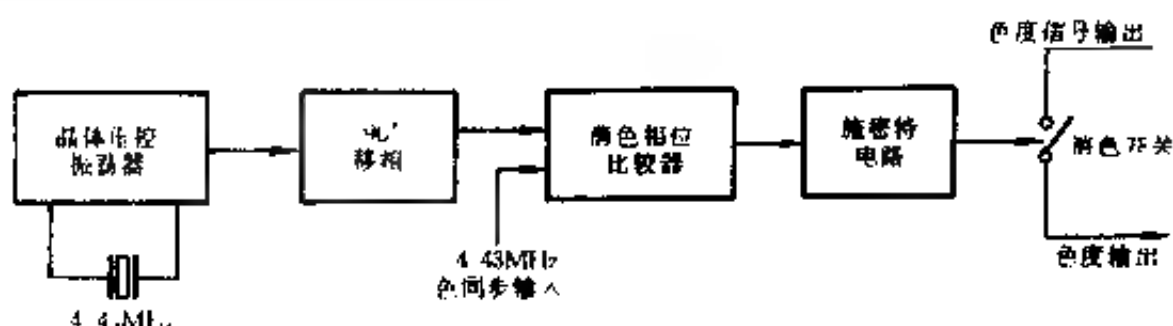 色度信号输出
晶体压控
振荡器
90°
移相
消色相位
比较器
施密特
电路
消色开关
4.43MHz
色同步输入
色度输出